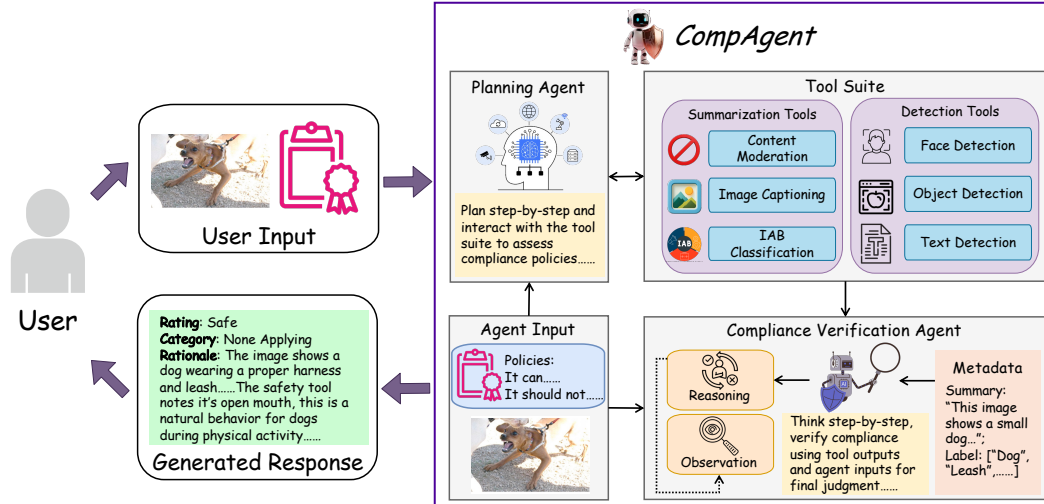 CompAgent
User
User Input
Rating: Safe
Category: None Applying
Rationale: The image shows a
dog wearing a proper harness
and leash......The safety tool
notes it's open mouth, this is a
natural behavior for dogs
during physical activity......
Generated Response
Planning Agent
Plan step-by-step and
interact with the tool
suite to assess
compliance policies......
Tool Suite
Summarization Tools
Content
Moderation
Image Captioning
IAB
IAB
Classification
Detection Tools
Face Detection
Object Detection
Text Detection
Agent Input
Policies:
It can......
It should not......
Compliance Verification Agent
Reasoning
Observation
AI
Think step-by-step,
verify compliance
using tool outputs
and agent inputs for
final judgment......
Metadata
Summary:
"This image
shows a small
dog...";
Label: ["Dog",
"Leash",......]